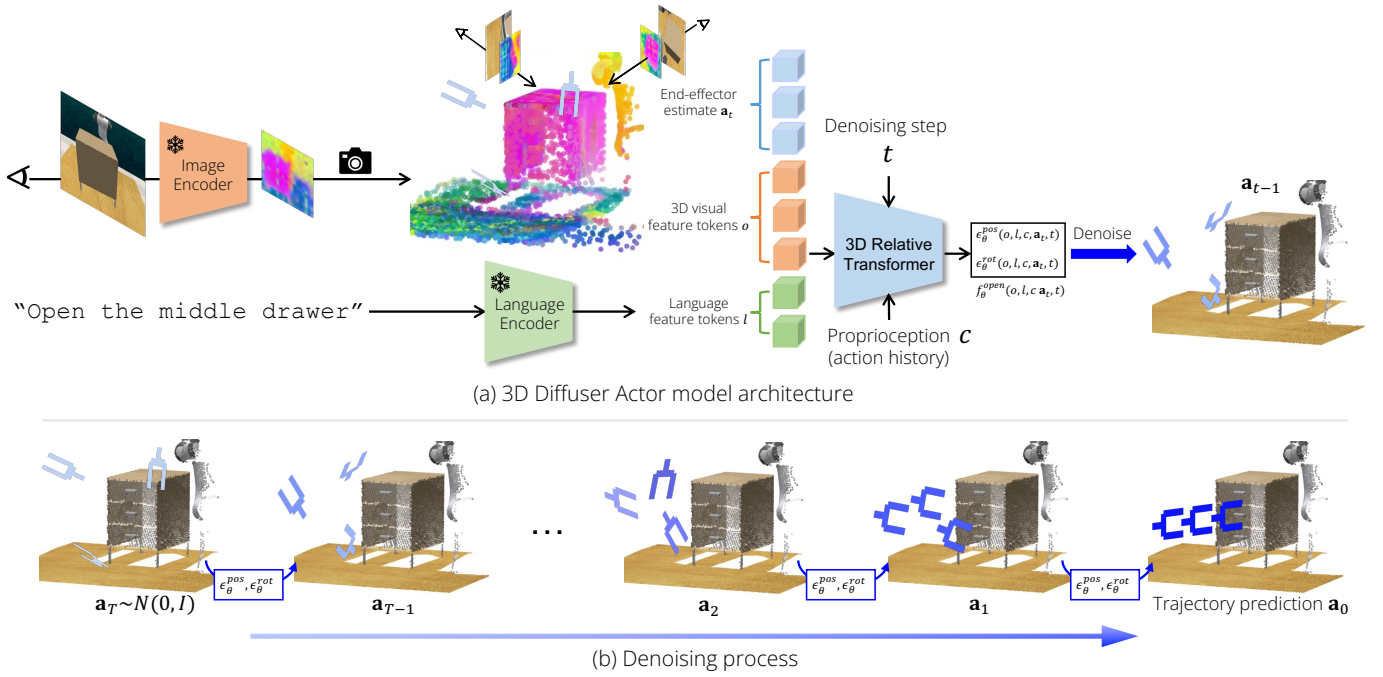 Image
Encoder
"Open the middle drawer"
Language
Encoder
End-effector
estimate a_t
3D visual
feature tokens o
Language
feature tokens l
Denoising step
t
3D Relative
Transformer
Proprioception c
(action history)
ϵ_θ^{pos}(o, l, c, a_t, t)
ϵ_θ^{rot}(o, l, c, a_t, t)
f_θ^{open}(o, l, c a_t, t)
Denoise
a_{t−1}
(a) 3D Diffuser Actor model architecture
a_T~N(0, I)
ϵ_θ^{pos}, ϵ_θ^{rot}
a_{T−1}
...
a_2
ϵ_θ^{pos}, ϵ_θ^{rot}
a_1
ϵ_θ^{pos}, ϵ_θ^{rot}
Trajectory prediction a_0
(b) Denoising process